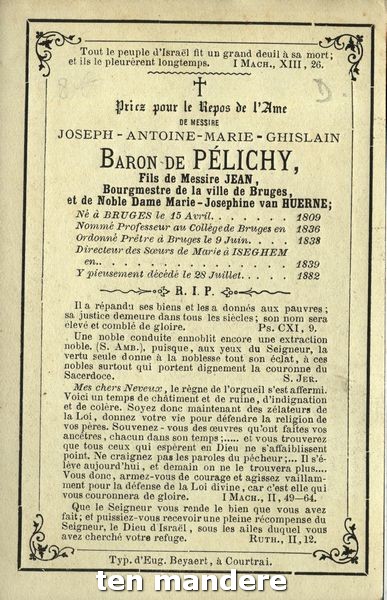 Tout le peuple d'Israël fit un grand deuil à sa mort;
et ils le pleurèrent longtemps. I MACH., XIII, 26.
Priez pour le Repos de l'Ame
DE MESSIRE
JOSEPH-ANTOINE-MARIE-GHISLAIN
BARON DE PÉLICHY,
Fils de Messire JEAN,
Bourgmestre de la ville de Bruges,
et de Noble Dame Marie-Josephine van HUERNE;
Né à BRUGES le 15 Avril. . . . . 1809
Nommé Professeur au Collège de Bruges en 1836
Ordonné Prêtre à Bruges le 9 Juin. . . . . 1838
Directeur des Sœurs de Marie à ISEGHEM
en. . . . . . . . . . . . . . 1839
Y pieusement décédé le 28 Juillet. . . . . 1882
R. I. P.
Il a répandu ses biens et les a donnés aux pauvres;
sa justice demeure dans tous les siècles; son nom sera
élevé et comblé de gloire. Ps. CXI, 9.
Une noble conduite ennoblit encore une extraction
noble. (S. AMB.), puisque, aux yeux du Seigneur, la
vertu seule donne à la noblesse tout son éclat, à ces
nobles surtout qui portent dignement la couronne du
Sacerdoce. S. JER.
Mes chers Neveux, le règne de l'orgueil s'est affermi.
Voici un temps de châtiment et de ruine, d'indignation
et de colère. Soyez donc maintenant des zélateurs de
la Loi, donnez votre vie pour défendre la religion de
vos pères. Souvenez-vous des œuvres qu'ont faites vos
ancêtres, chacun dans son temps;..... et vous trouverez
que tous ceux qui espèrent en Dieu ne s'affaiblissent
point. Ne craignez pas les paroles du pécheur;... Il s'é-
lève aujourd'hui, et demain on ne le trouvera plus....
Vous donc, armez-vous de courage et agissez vaillam-
ment pour la défense de la Loi divine, car c'est elle qui
vous couronnera de gloire. I MACH., II, 49—64.
Que le Seigneur vous rende le bien que vous avez
fait; et puissiez-vous recevoir une pleine récompense du
Seigneur, le Dieu d'Israël, sous les ailes duquel vous
avez cherché votre refuge. RUTH., II, 12.
Typ. d'Eug. Beyaert, à Courtrai.
ten mandere